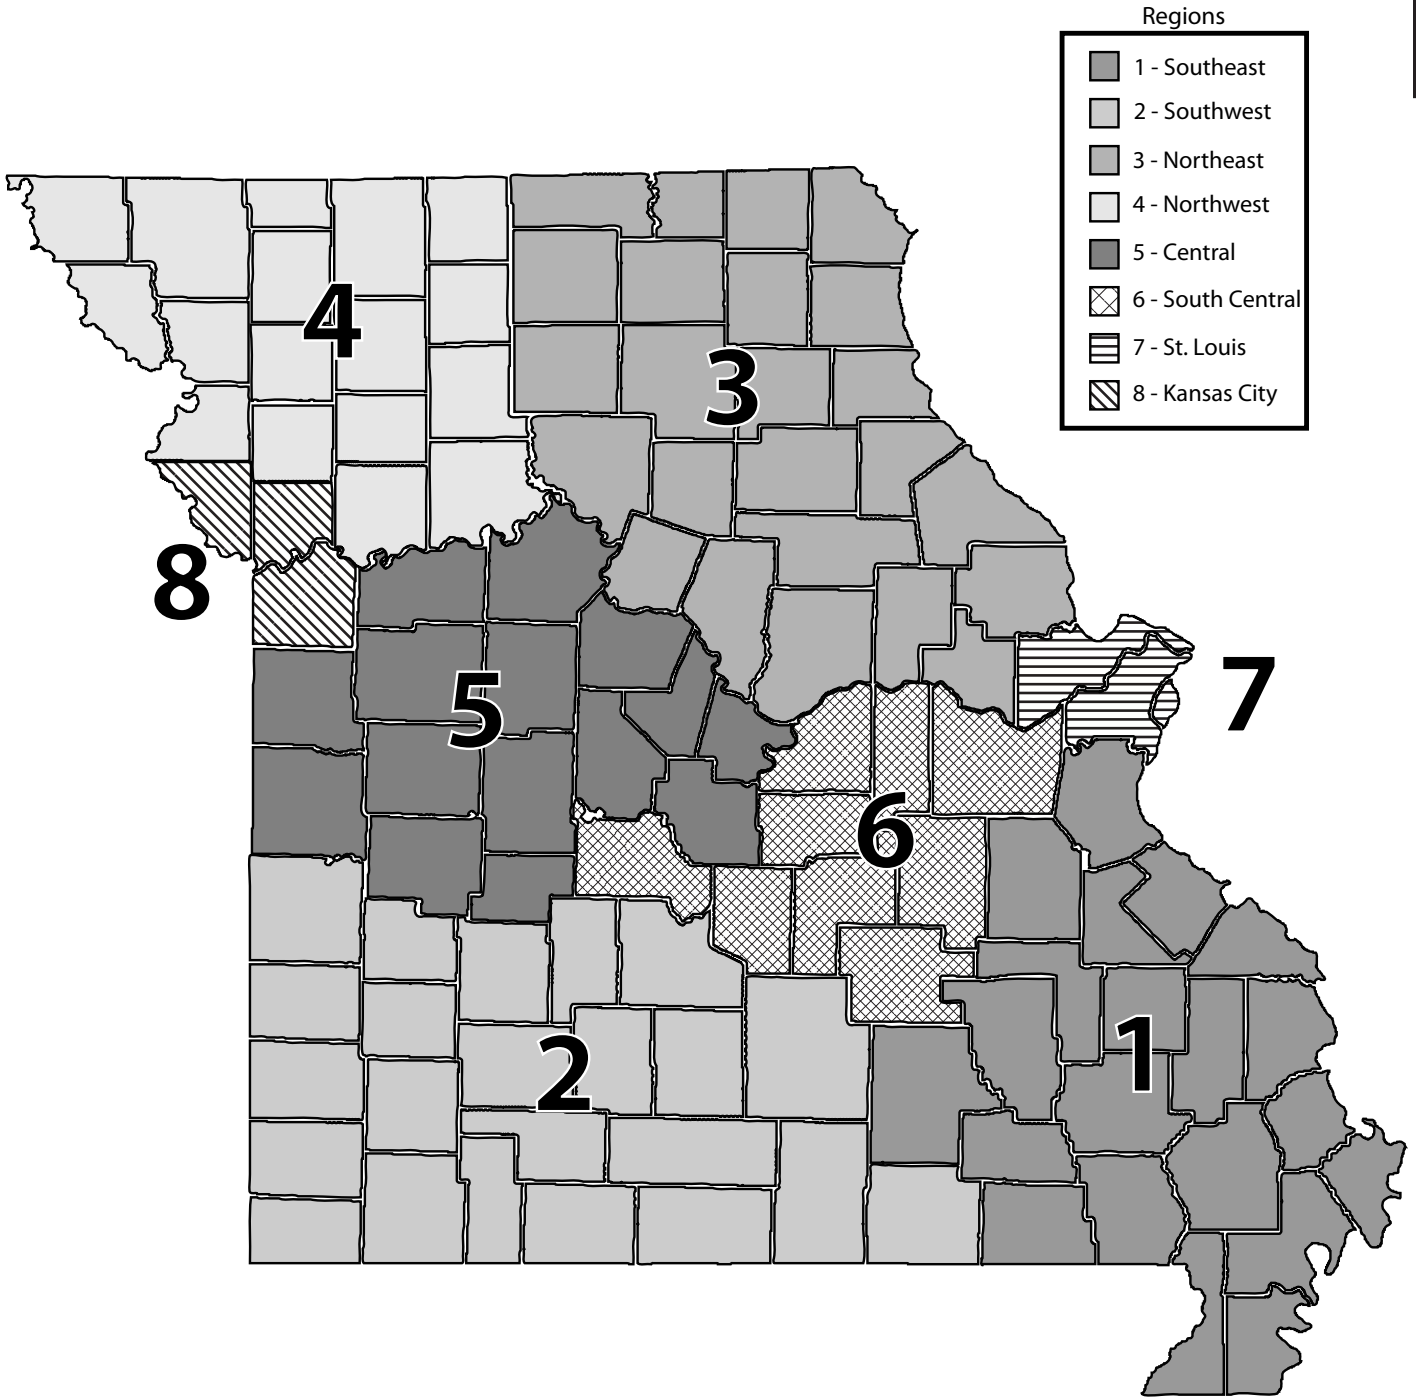 Regions
1 - Southeast
2 - Southwest
3 - Northeast
4 - Northwest
5 - Central
6 - South Central
7 - St. Louis
8 - Kansas City
4
3
8
5
7
6
1
2